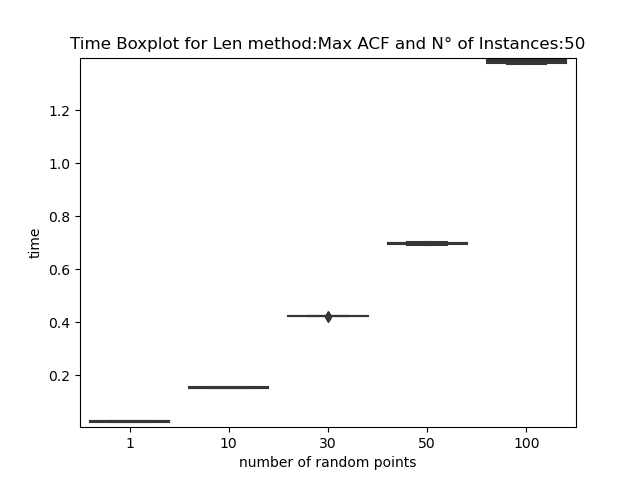 Time Boxplot for Len method:Max ACF and N° of Instances:50
1.2
1.0
0.8
0.6
0.4
0.2
time
1 10 30 50 100
number of random points